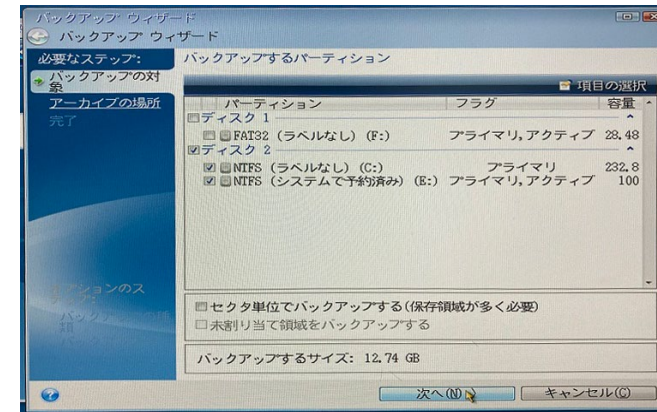 バックアップ ウィザード
バックアップ ウィザード
必要なステップ:
バックアップの対象
アーカイブの場所
完了
バックアップするパーティション
項目の選択
パーティション フラグ 容量
ディスク 1
FAT32 (ラベルなし) (F:) プライマリ,アクティブ 28.48
ディスク 2
NTFS (ラベルなし) (C:) プライマリ 232.8
NTFS (システムで予約済み) (E:) プライマリ,アクティブ 100
セクタ単位でバックアップする(保存領域が多く必要)
未割り当て領域をバックアップする
バックアップするサイズ: 12.74 GB
次へ(N)
キャンセル(C)